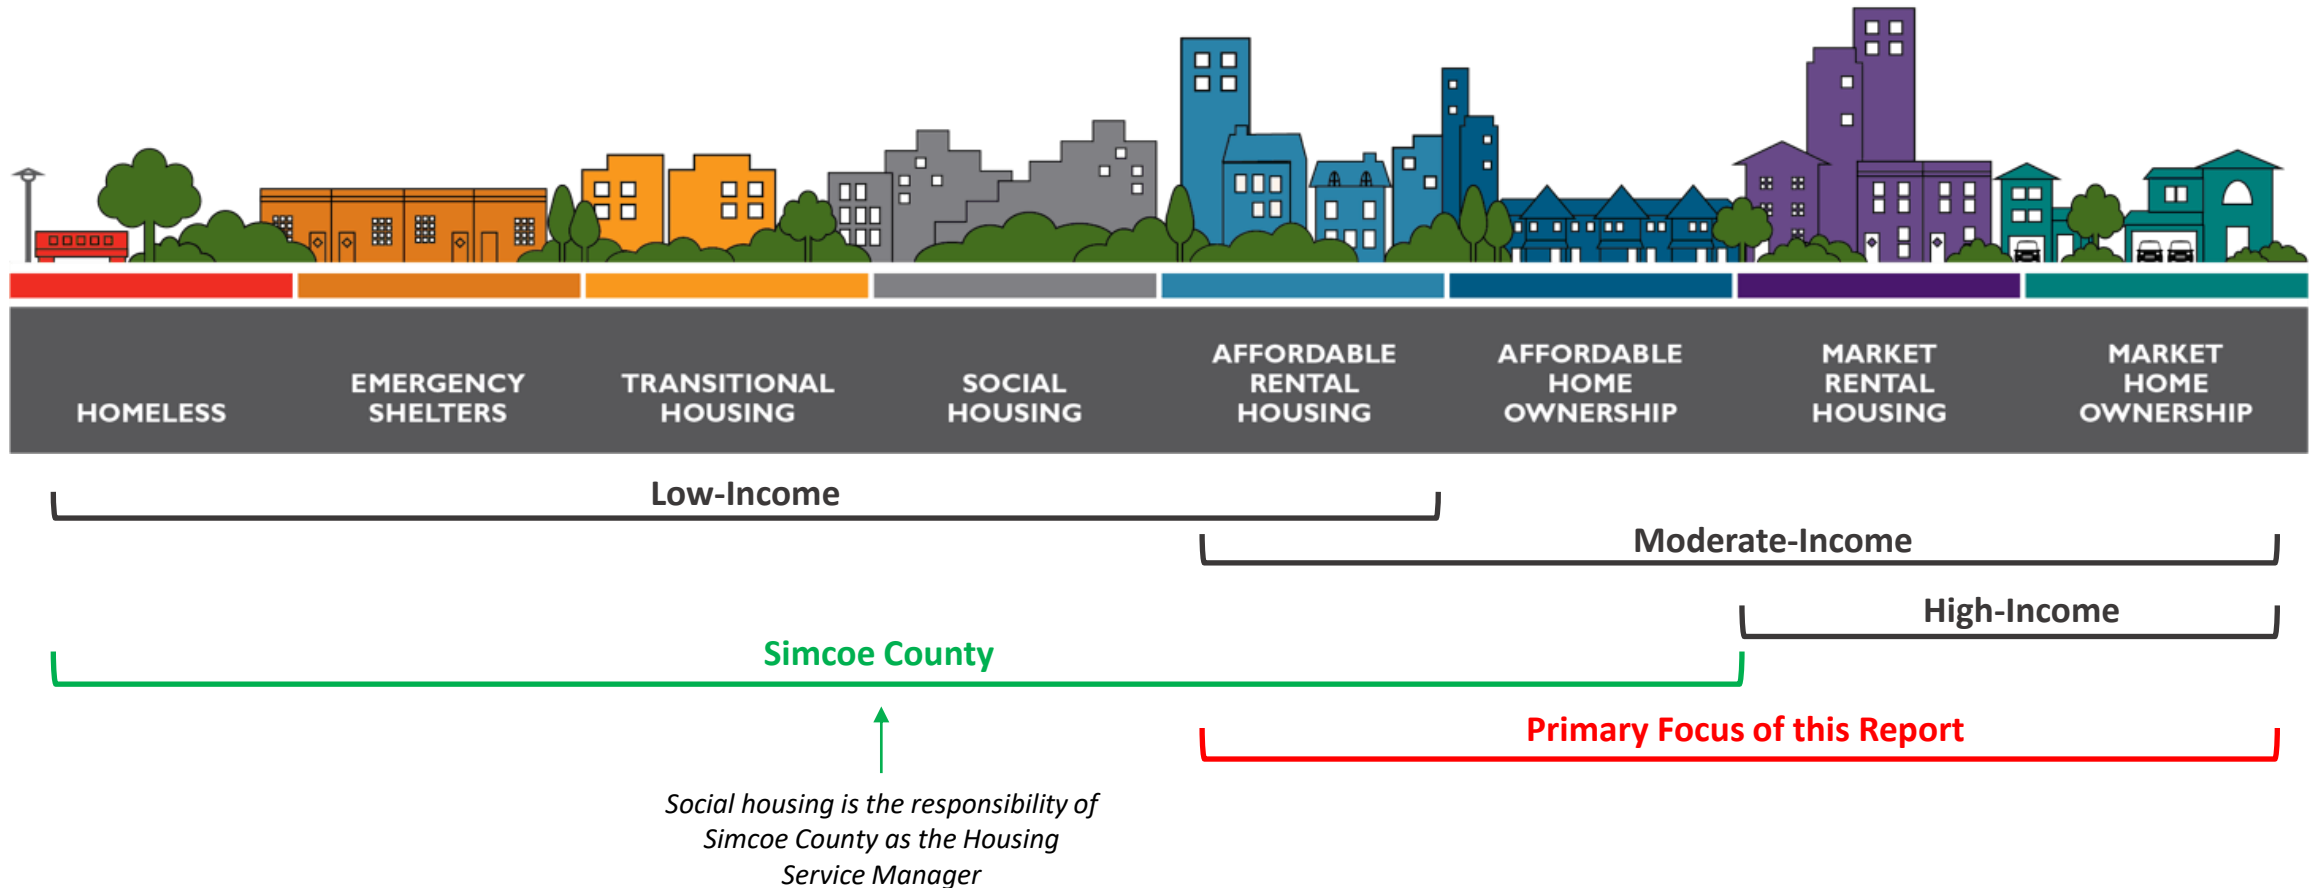 HOMELESS
EMERGENCY
SHELTERS
TRANSITIONAL
HOUSING
SOCIAL
HOUSING
AFFORDABLE
RENTAL
HOUSING
AFFORDABLE
HOME
OWNERSHIP
MARKET
RENTAL
HOUSING
MARKET
HOME
OWNERSHIP
Low-Income
Moderate-Income
High-Income
Simcoe County
Primary Focus of this Report
Social housing is the responsibility of
Simcoe County as the Housing
Service Manager